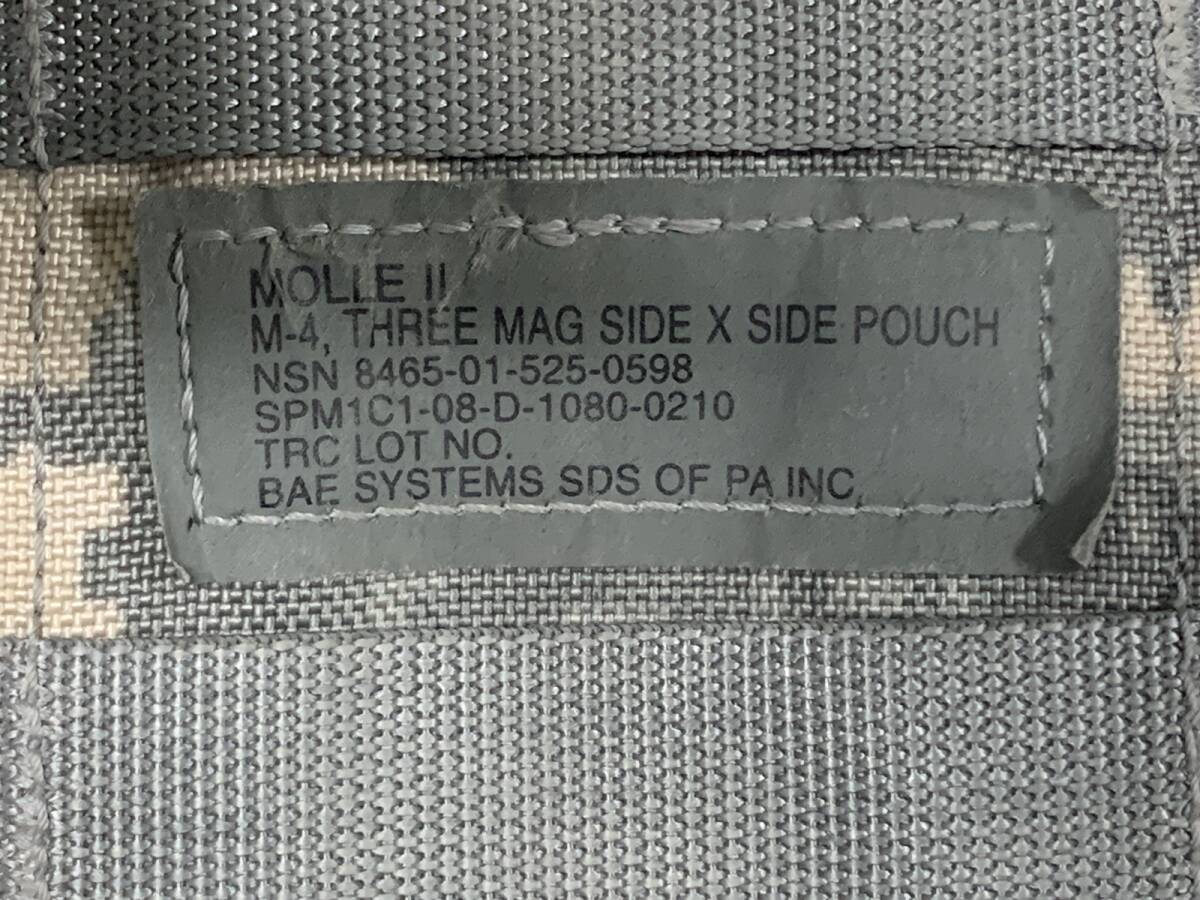 MOLLE II
M-4, THREE MAG SIDE X SIDE POUCH
NSN 8465-01-525-0598
SPM1C1-08-D-1080-0210
TRC LOT NO.
BAE SYSTEMS SDS OF PA INC.